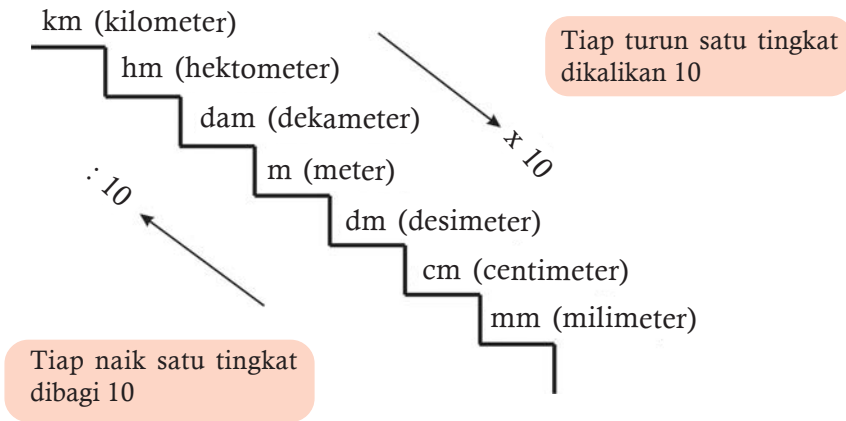 km (kilometer)
hm (hektometer)
dam (dekameter)
m (meter)
dm (desimeter)
cm (centimeter)
mm (milimeter)
Tiap turun satu tingkat
dikalikan 10
x 10
: 10
Tiap naik satu tingkat
dibagi 10